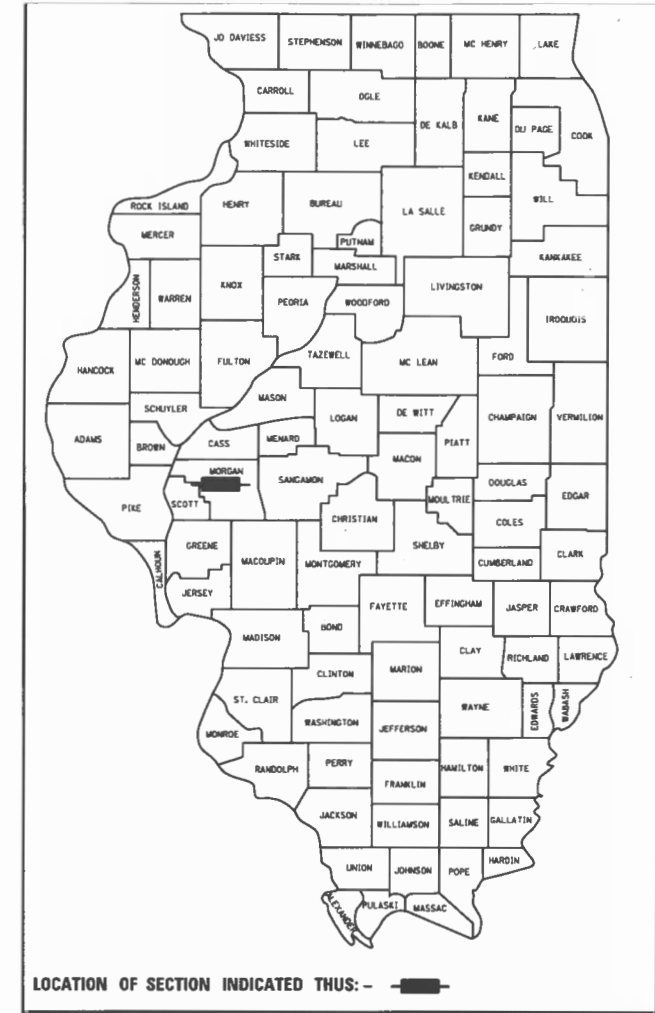 JO DAVIESS
STEPHENSON
WINNEBAGO
BOONE
MC HENRY
LAKE
CARROLL
OGLE
DE KALB
KANE
DU PAGE
COOK
WHITESIDE
LEE
KENDALL
WILL
ROCK ISLAND
HENRY
BUREAU
LA SALLE
GRUNDY
MERCER
PUTNAM
STARK
MARSHALL
KANKAKEE
HENDERSON
WARREN
KNOX
PEORIA
WOODFORD
LIVINGSTON
IROQUOIS
HANCOCK
MC DONOUGH
FULTON
TAZEWELL
MC LEAN
FORD
MASON
SCHUYLER
LOGAN
DE WITT
CHAMPAIGN
VERMILION
ADAMS
BROWN
CASS
MENARD
PIATT
MACON
MORGAN
SANGAMON
DOUGLAS
EDGAR
PIKE
SCOTT
MOULTRIE
CHRISTIAN
COLES
GREENE
MACOUPIN
MONTGOMERY
SHELBY
CUMBERLAND
CLARK
CALHOUN
JERSEY
FAYETTE
EFFINGHAM
JASPER
CRAWFORD
MADISON
BOND
CLAY
RICHLAND
LAWRENCE
CLINTON
MARION
ST. CLAIR
WAYNE
EDWARDS
WABASH
WASHINGTON
JEFFERSON
MONROE
RANDOLPH
PERRY
HAMILTON
WHITE
FRANKLIN
JACKSON
WILLIAMSON
SALINE
GALLATIN
UNION
JOHNSON
POPE
HARDIN
ALEXANDER
PULASKI
MASSAC
LOCATION OF SECTION INDICATED THUS: -